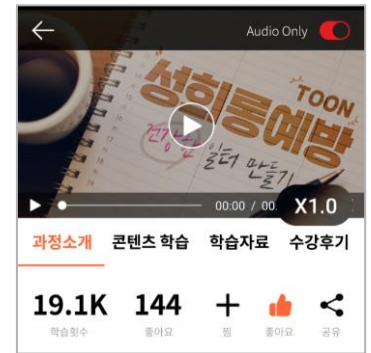 Audio Only
성희롱예방
TOON
건강한 일터 만들기
00:00 / 00:
X1.0
과정소개 콘텐츠 학습 학습자료 수강후기
19.1K 144
학습횟수 좋아요 찜 좋아요 공유